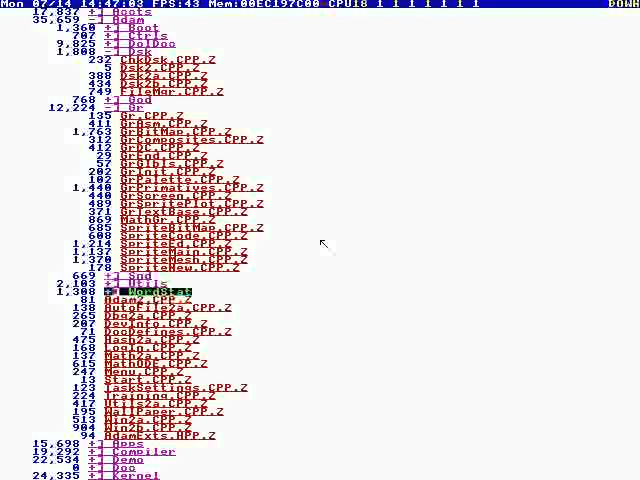 Mon 07/14 14:47:03 FPS:43 Mem:00EC197C00 CPU18 1 1 1 1 1 1 1 DOWN
17,837 +] Accts
35,659 -] Adam
1,360 +] Boot
707 +] Ctrls
9,825 +] DolDoc
1,808 -] Dsk
232 ChkDsk.CPP.Z
5 Dsk2.CPP.Z
388 Dsk2a.CPP.Z
434 Dsk2b.CPP.Z
749 FileMgr.CPP.Z
768 +] God
12,224 -] Gr
135 Gr.CPP.Z
411 GrAsm.CPP.Z
1,763 GrBitMap.CPP.Z
312 GrComposites.CPP.Z
412 GrDC.CPP.Z
29 GrEnd.CPP.Z
57 GrGlbls.CPP.Z
202 GrInit.CPP.Z
102 GrPalette.CPP.Z
1,440 GrPrimatives.CPP.Z
440 GrScreen.CPP.Z
489 GrSpritePlot.CPP.Z
371 GrTextBase.CPP.Z
869 MathGr.CPP.Z
685 SpriteBitMap.CPP.Z
608 SpriteCode.CPP.Z
1,214 SpriteEd.CPP.Z
1,137 SpriteMain.CPP.Z
1,370 SpriteMesh.CPP.Z
178 SpriteNew.CPP.Z
669 +] Snd
2,103 +] Utils
1,308 +] WordStat
81 Adam2.CPP.Z
138 AutoFile2a.CPP.Z
265 Dbg2a.CPP.Z
207 DevInfo.CPP.Z
71 DocDefines.CPP.Z
475 Hash2a.CPP.Z
168 LogIn.CPP.Z
137 Math2a.CPP.Z
615 MathODE.CPP.Z
247 Menu.CPP.Z
13 Start.CPP.Z
123 TaskSettings.CPP.Z
224 Training.CPP.Z
417 Utils2a.CPP.Z
195 WallPaper.CPP.Z
513 Win2a.CPP.Z
904 Win2b.CPP.Z
94 AdamExts.HPP.Z
15,698 +] Apps
19,292 +] Compiler
22,534 +] Demo
0 +] Doc
24,335 +] Kernel